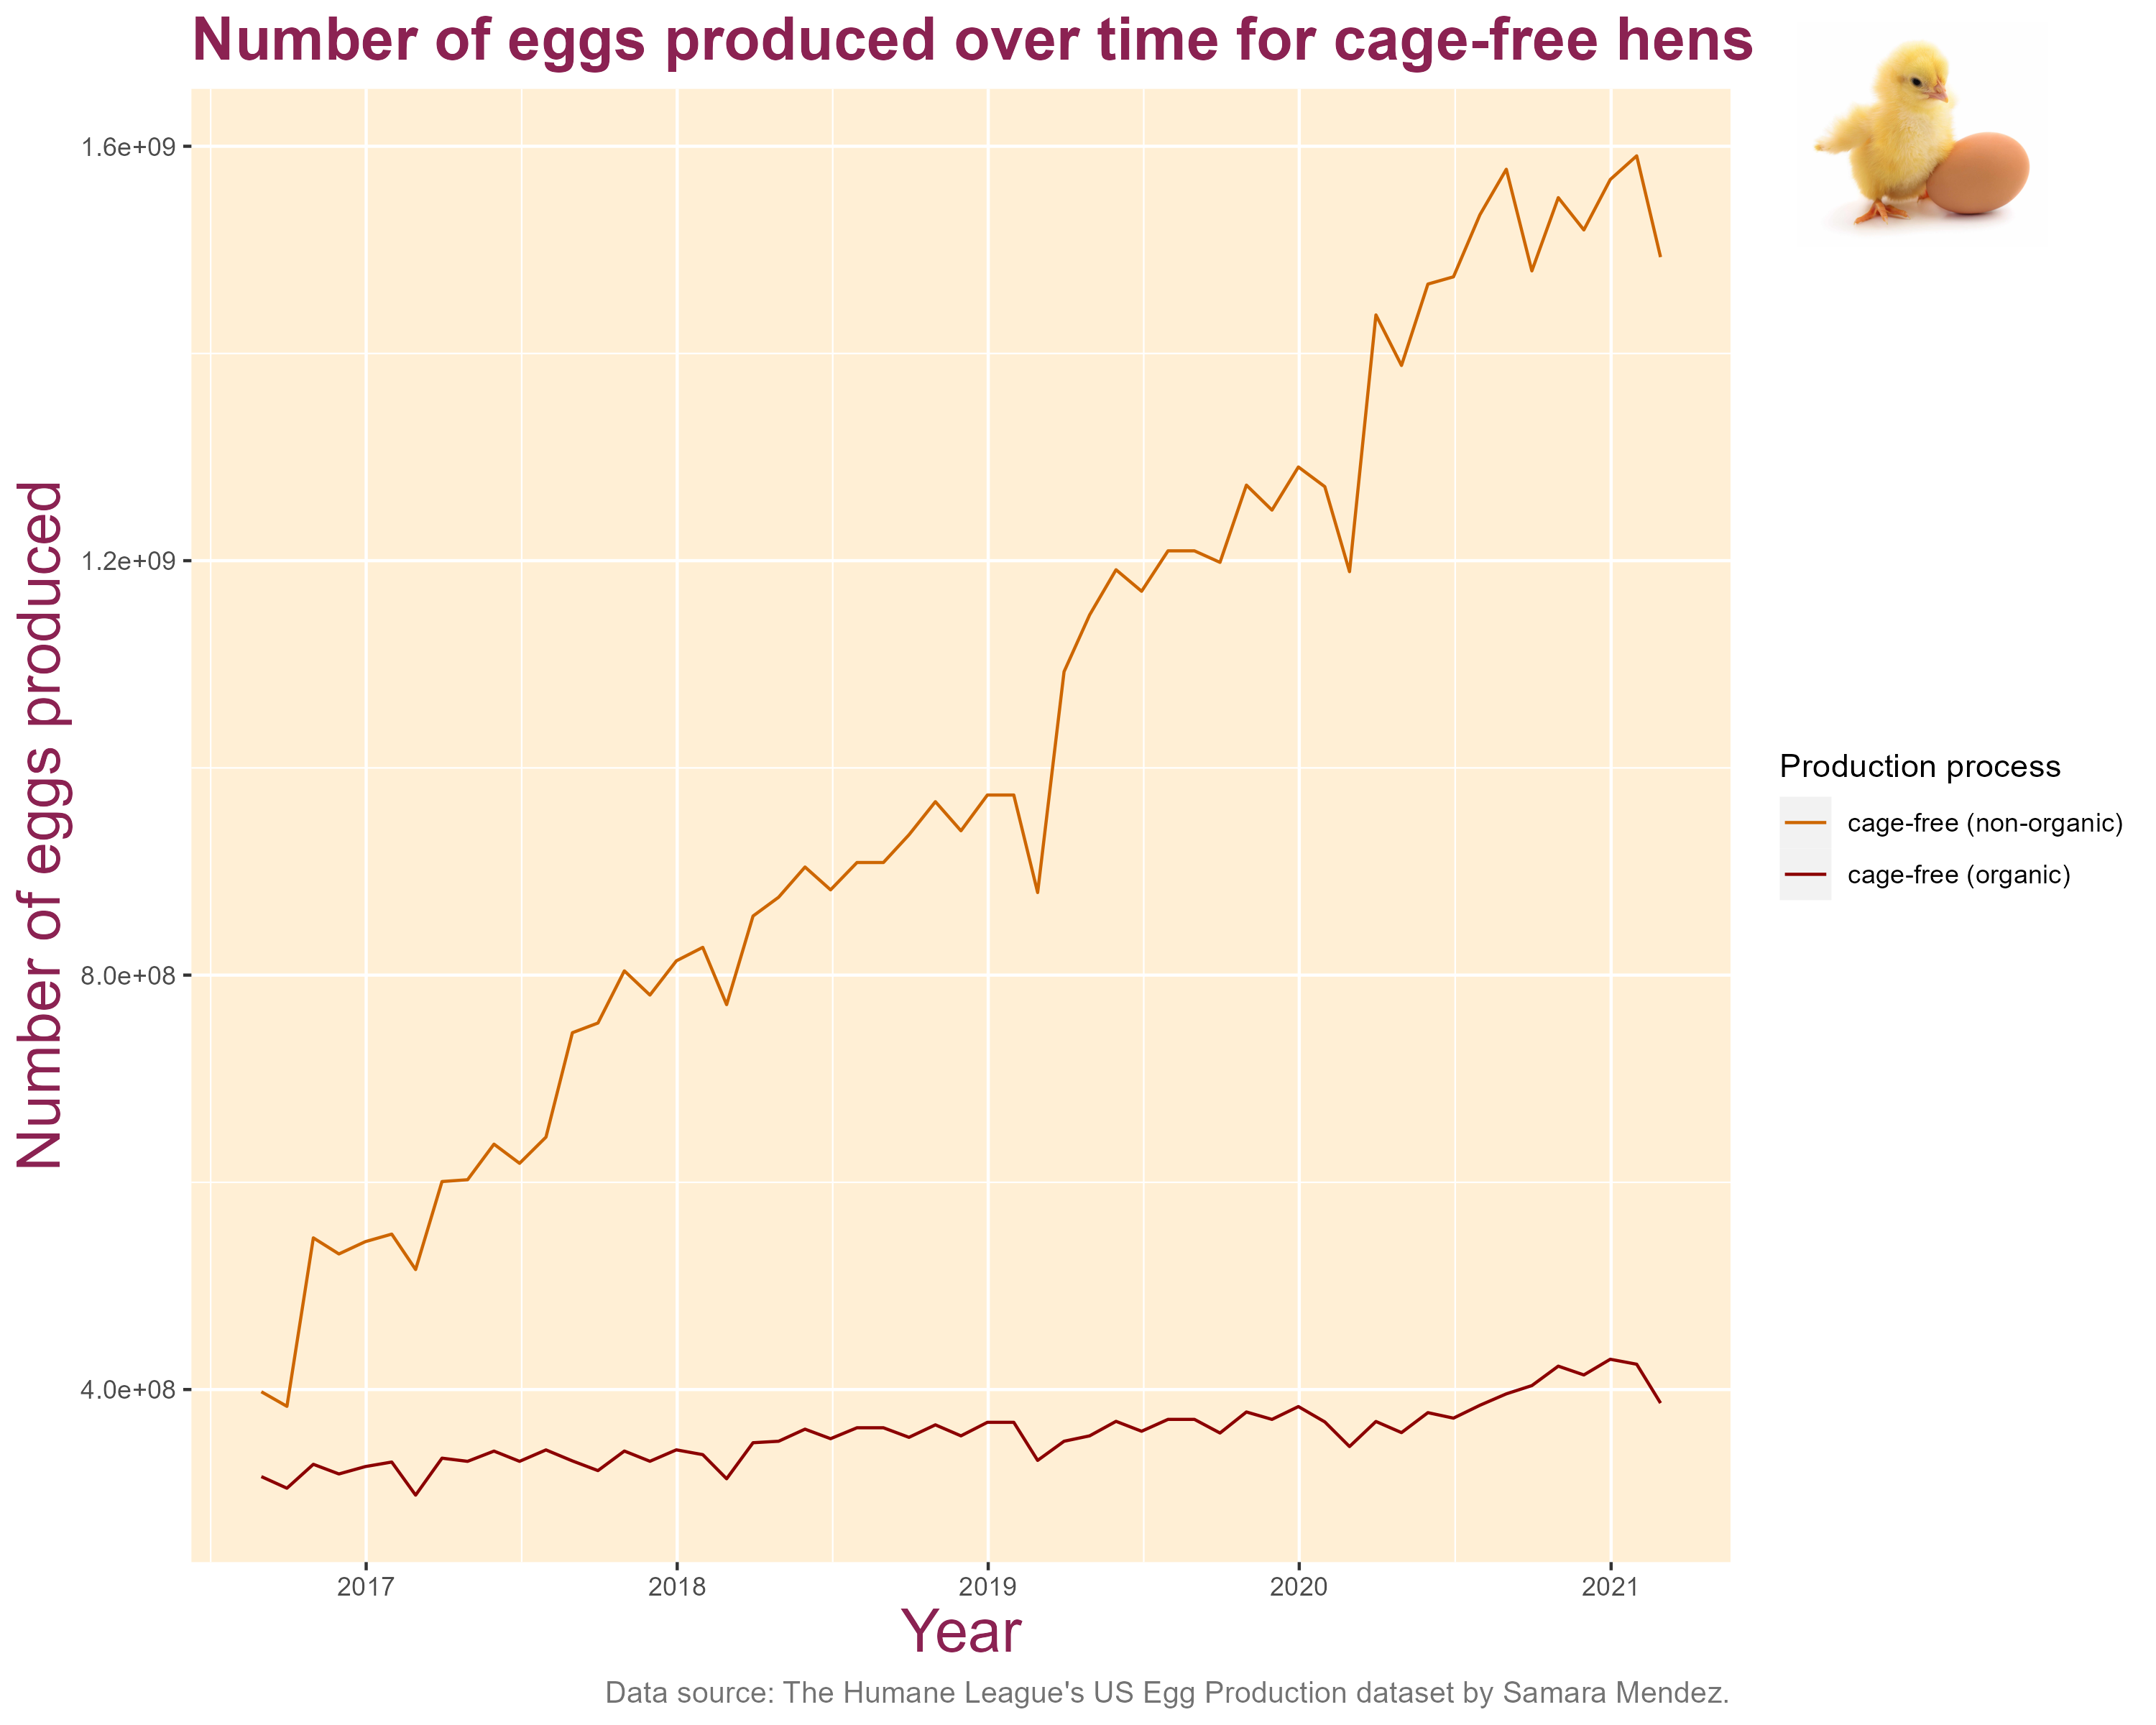 Number of eggs produced over time for cage-free hens
Number of eggs produced
1.6e+09
1.2e+09
8.0e+08
4.0e+08
2017
2018
2019
2020
2021
Year
Production process
cage-free (non-organic)
cage-free (organic)
Data source: The Humane League's US Egg Production dataset by Samara Mendez.